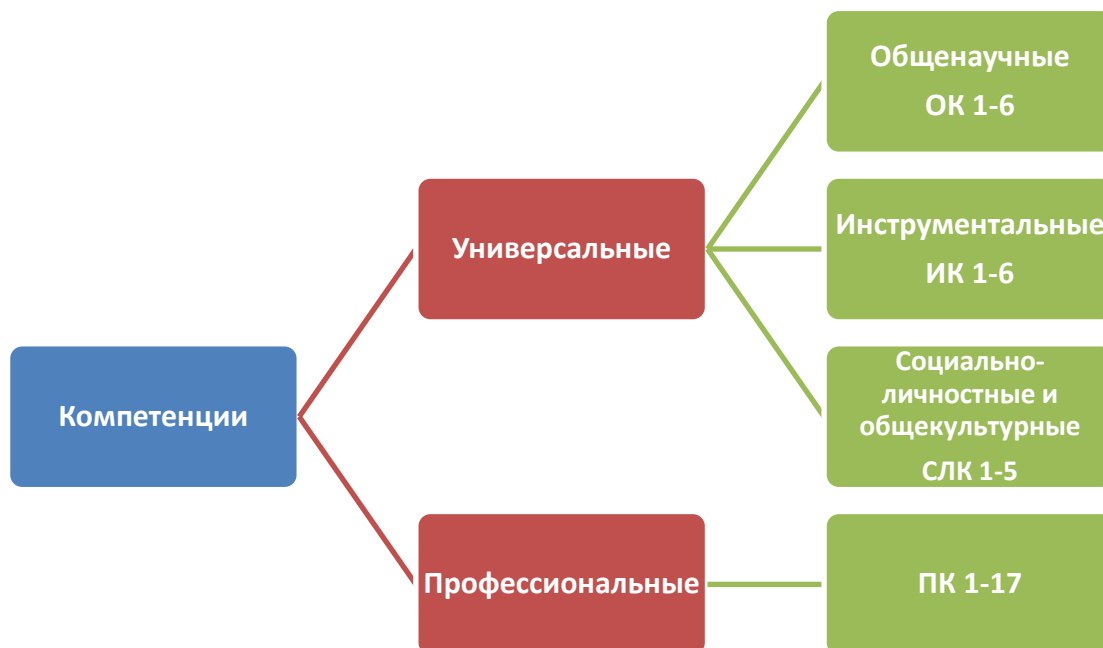 Общенаучные
ОК 1-6
Универсальные
Инструментальные
ИК 1-6
Компетенции
Социально-
личностные и
общекультурные
СЛК 1-5
Профессиональные
ПК 1-17